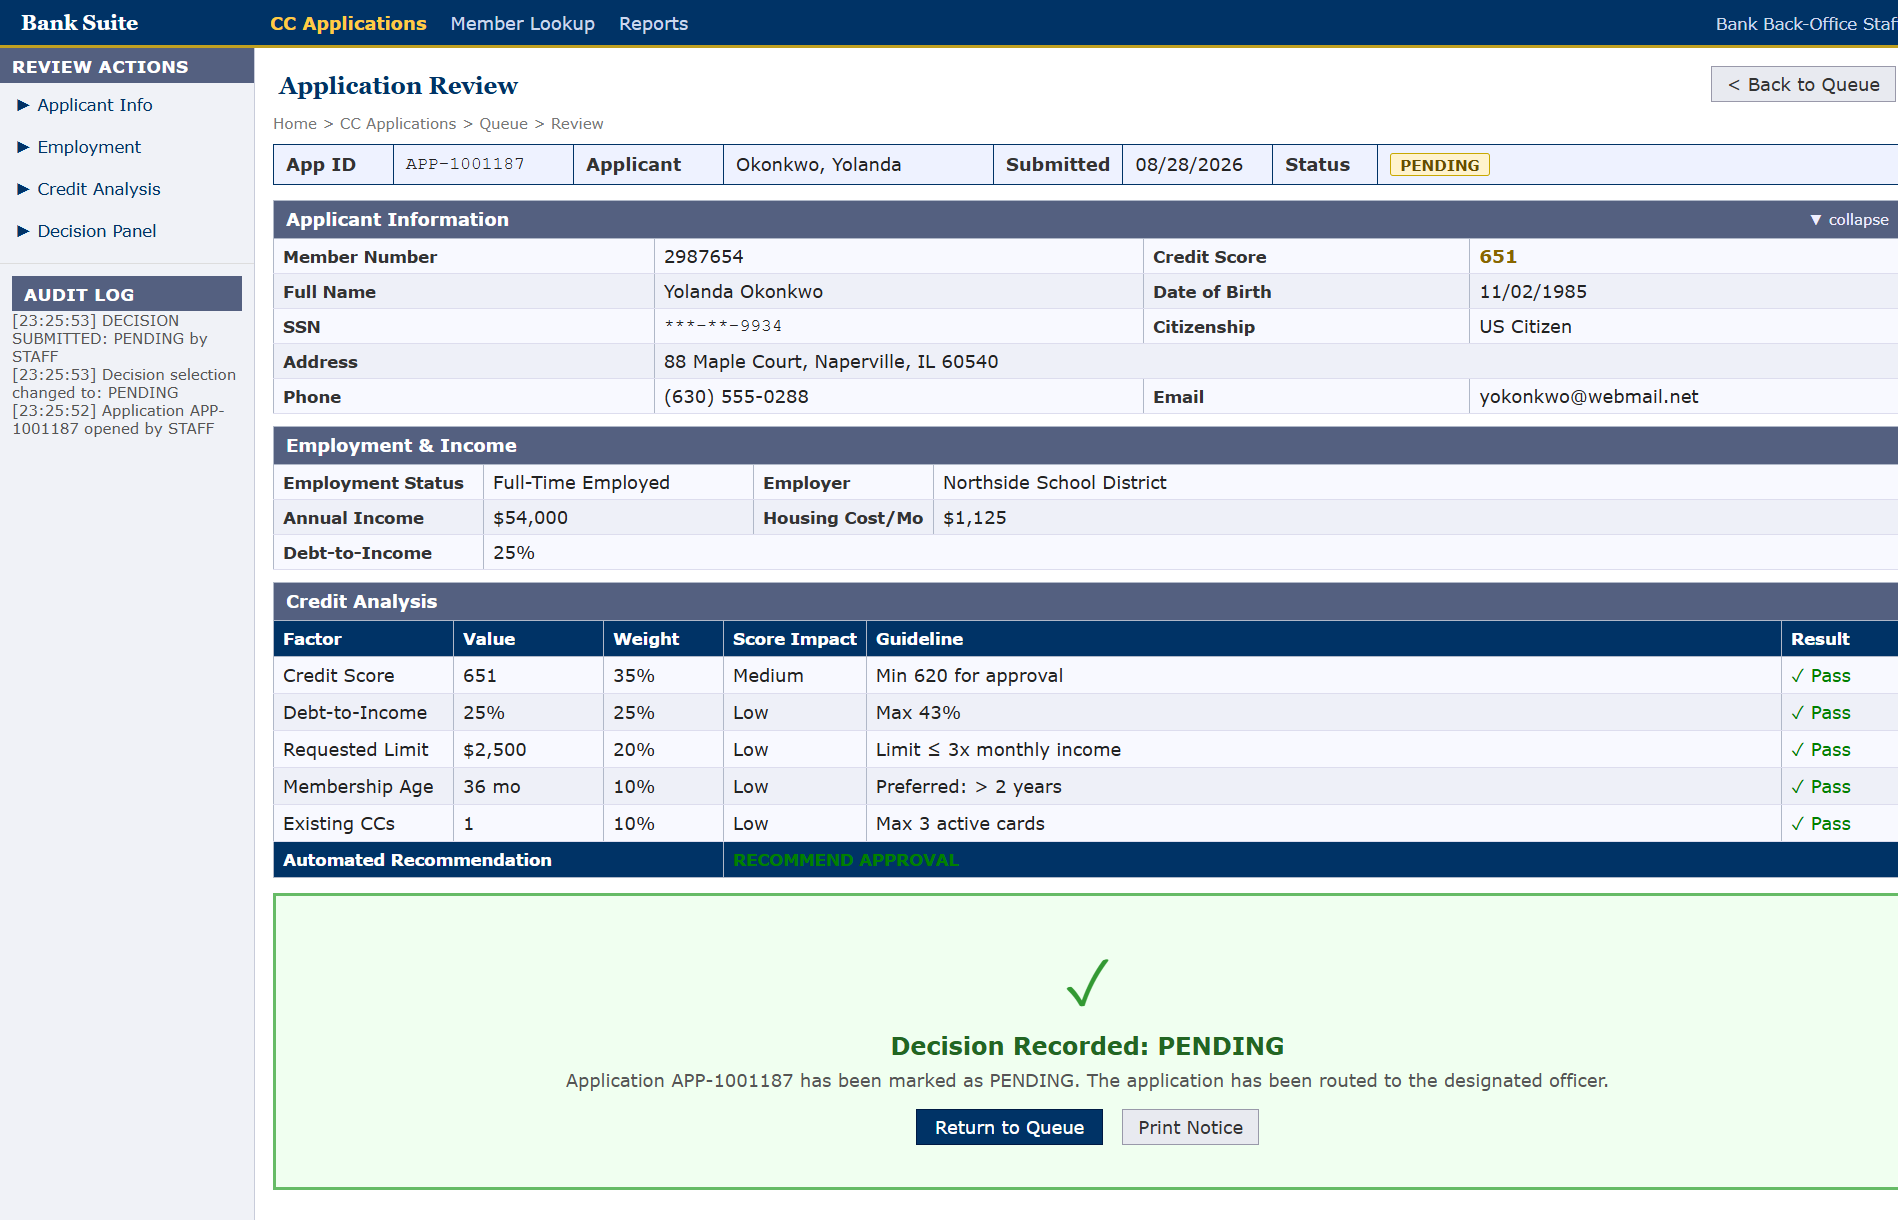 Bank Suite CC Applications Member Lookup Reports Bank Back-Office Staf
REVIEW ACTIONS
▶ Applicant Info
▶ Employment
▶ Credit Analysis
▶ Decision Panel
AUDIT LOG
[23:25:53] DECISION
SUBMITTED: PENDING by
STAFF
[23:25:53] Decision selection
changed to: PENDING
[23:25:52] Application APP-
1001187 opened by STAFF
Application Review
< Back to Queue
Home > CC Applications > Queue > Review
App ID APP-1001187 Applicant Okonkwo, Yolanda Submitted 08/28/2026 Status PENDING
Applicant Information ▼ collapse
Member Number 2987654 Credit Score 651
Full Name Yolanda Okonkwo Date of Birth 11/02/1985
SSN ***-**-9934 Citizenship US Citizen
Address 88 Maple Court, Naperville, IL 60540
Phone (630) 555-0288 Email yokonkwo@webmail.net
Employment & Income
Employment Status Full-Time Employed Employer Northside School District
Annual Income $54,000 Housing Cost/Mo $1,125
Debt-to-Income 25%
Credit Analysis
Factor Value Weight Score Impact Guideline Result
Credit Score 651 35% Medium Min 620 for approval ✓ Pass
Debt-to-Income 25% 25% Low Max 43% ✓ Pass
Requested Limit $2,500 20% Low Limit ≤ 3x monthly income ✓ Pass
Membership Age 36 mo 10% Low Preferred: > 2 years ✓ Pass
Existing CCs 1 10% Low Max 3 active cards ✓ Pass
Automated Recommendation RECOMMEND APPROVAL
✓
Decision Recorded: PENDING
Application APP-1001187 has been marked as PENDING. The application has been routed to the designated officer.
Return to Queue Print Notice